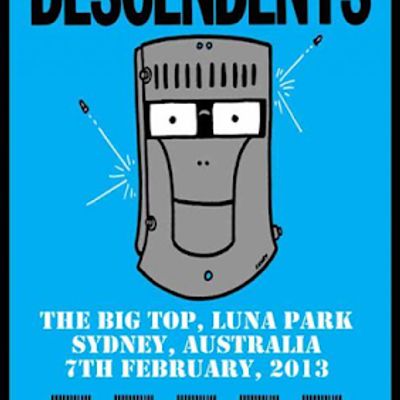 DESCENDENTS
THE BIG TOP, LUNA PARK
SYDNEY, AUSTRALIA
7TH FEBRUARY, 2013